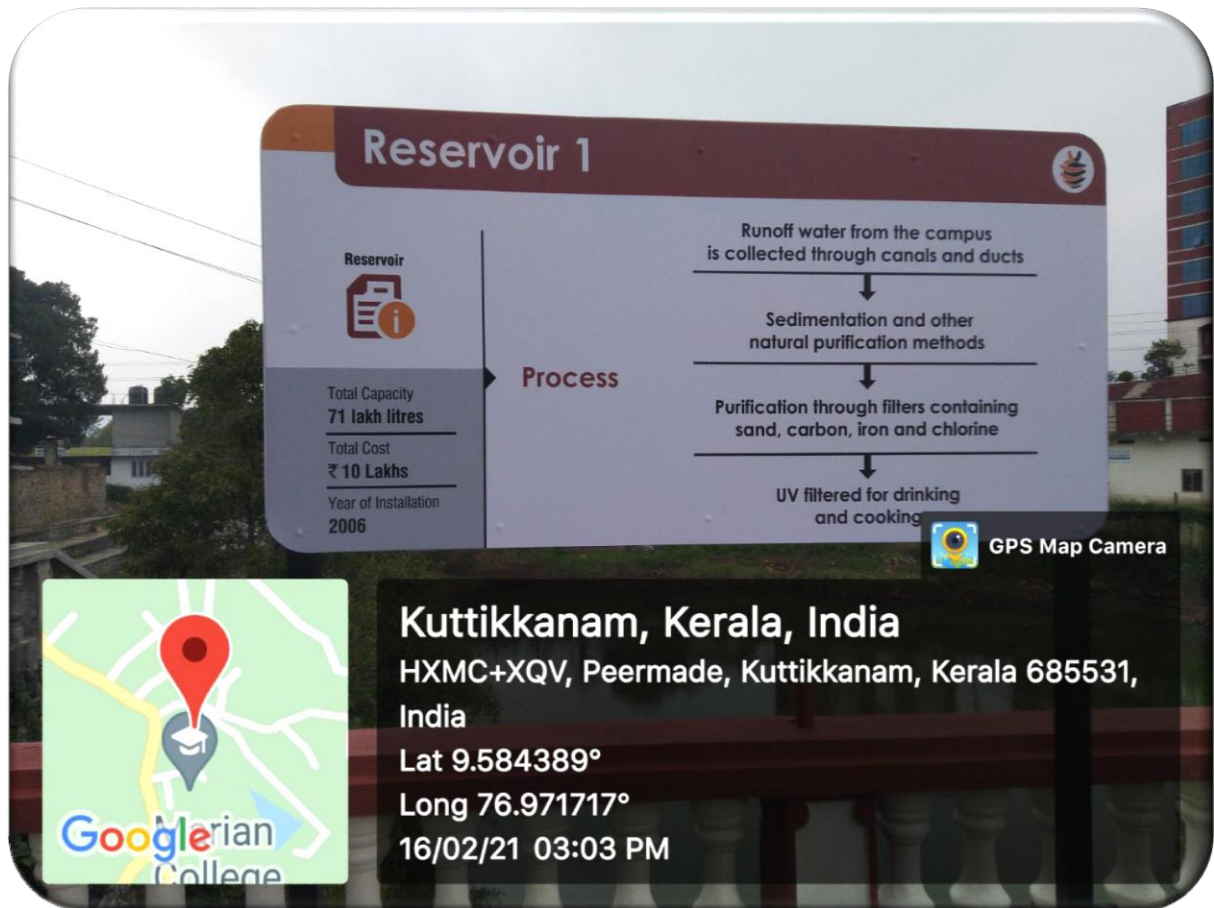 Reservoir 1
Reservoir
i
Total Capacity
71 lakh litres
Total Cost
₹ 10 Lakhs
Year of Installation
2006
Process
Runoff water from the campus
is collected through canals and ducts
Sedimentation and other
natural purification methods
Purification through filters containing
sand, carbon, iron and chlorine
UV filtered for drinking
and cooking
GPS Map Camera
Kuttikkanam, Kerala, India
HXMC+XQV, Peermade, Kuttikkanam, Kerala 685531,
India
Lat 9.584389°
Long 76.971717°
16/02/21 03:03 PM
Google
Marian
College